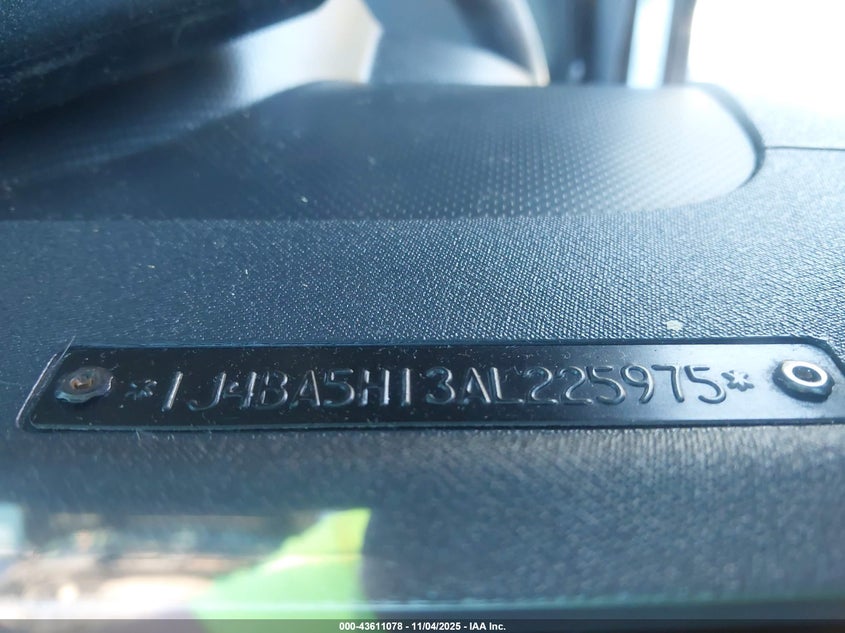 *1J4BA5H13AL225975*
000-43611078 - 11/04/2025 - IAA Inc.